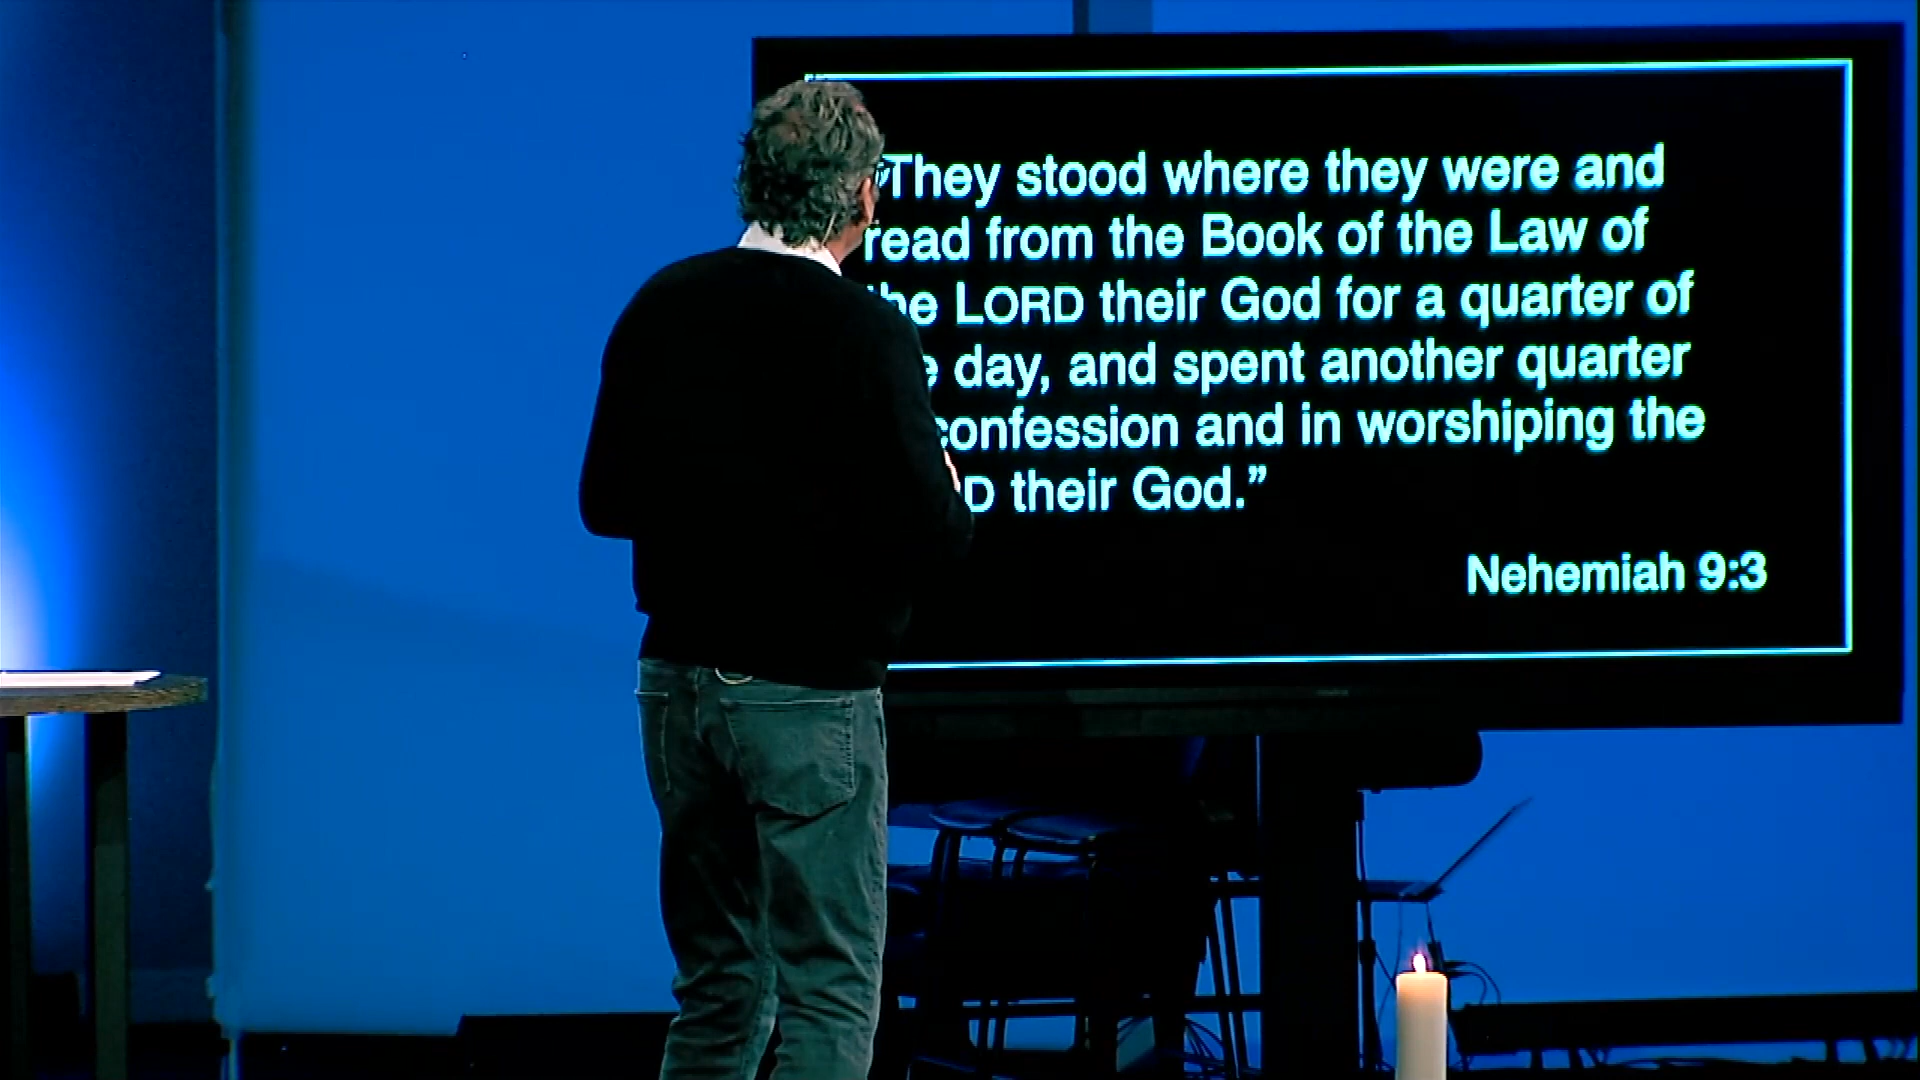 “They stood where they were and
read from the Book of the Law of
the LORD their God for a quarter of
day, and spent another quarter
confession and in worshiping the
their God.”
Nehemiah 9:3